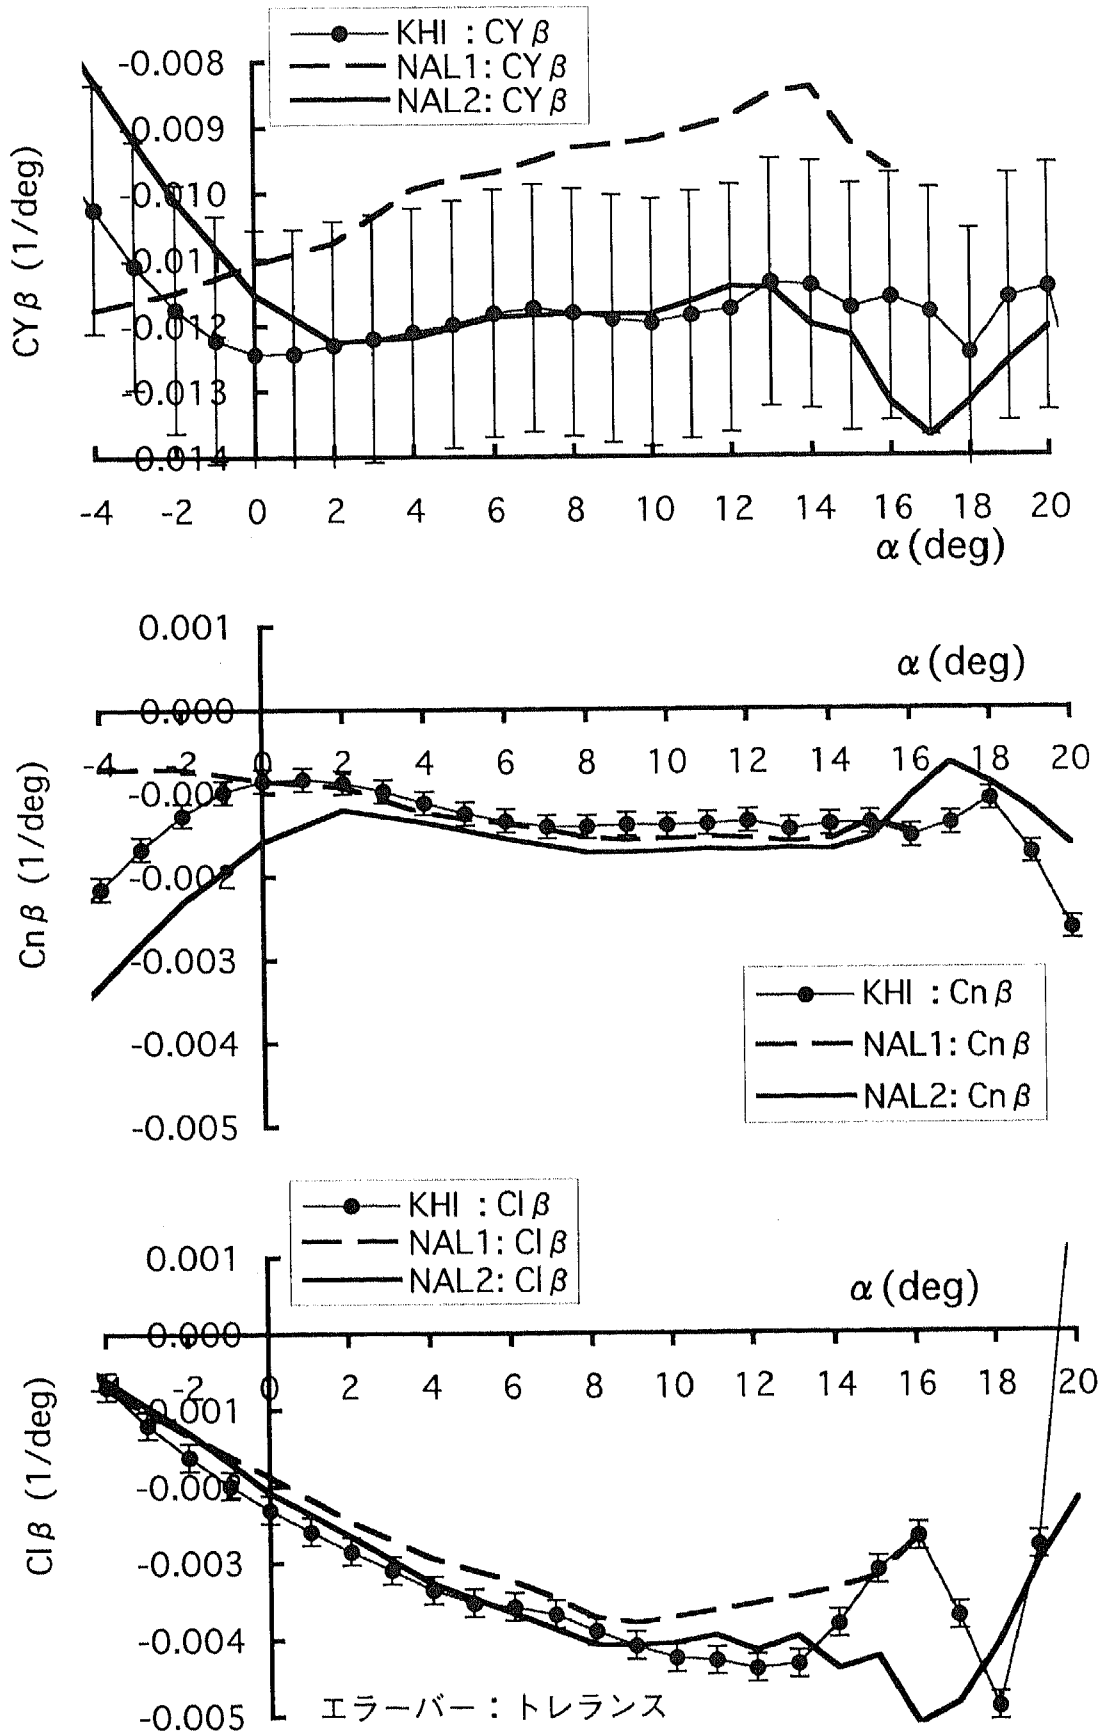 KHI : CYβ
NAL1: CYβ
NAL2: CYβ
-0.008
-0.009
-0.010
-0.011
-0.012
-0.013
-0.014
CYβ (1/deg)
-4 -2 0 2 4 6 8 10 12 14 16 18 20
α(deg)
0.001
α(deg)
0.000
-4 -2 0 2 4 6 8 10 12 14 16 18 20
-0.001
-0.002
-0.003
-0.004
-0.005
Cnβ (1/deg)
KHI : Cnβ
NAL1: Cnβ
NAL2: Cnβ
KHI : Clβ
NAL1: Clβ
NAL2: Clβ
0.001
α(deg)
0.000
-2 0 2 4 6 8 10 12 14 16 18 20
-0.001
-0.003
-0.004
-0.005
Clβ (1/deg)
エラーバー：トレランス